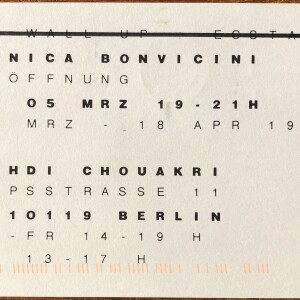 WALL UP
NICA BONVICINI
ÖFFNUNG
05 MRZ 19-21H
MRZ - 18 APR 19
HDI CHOUAKRI
PSSTRASSE 11
10119 BERLIN
-FR 14-19 H
13-17 H